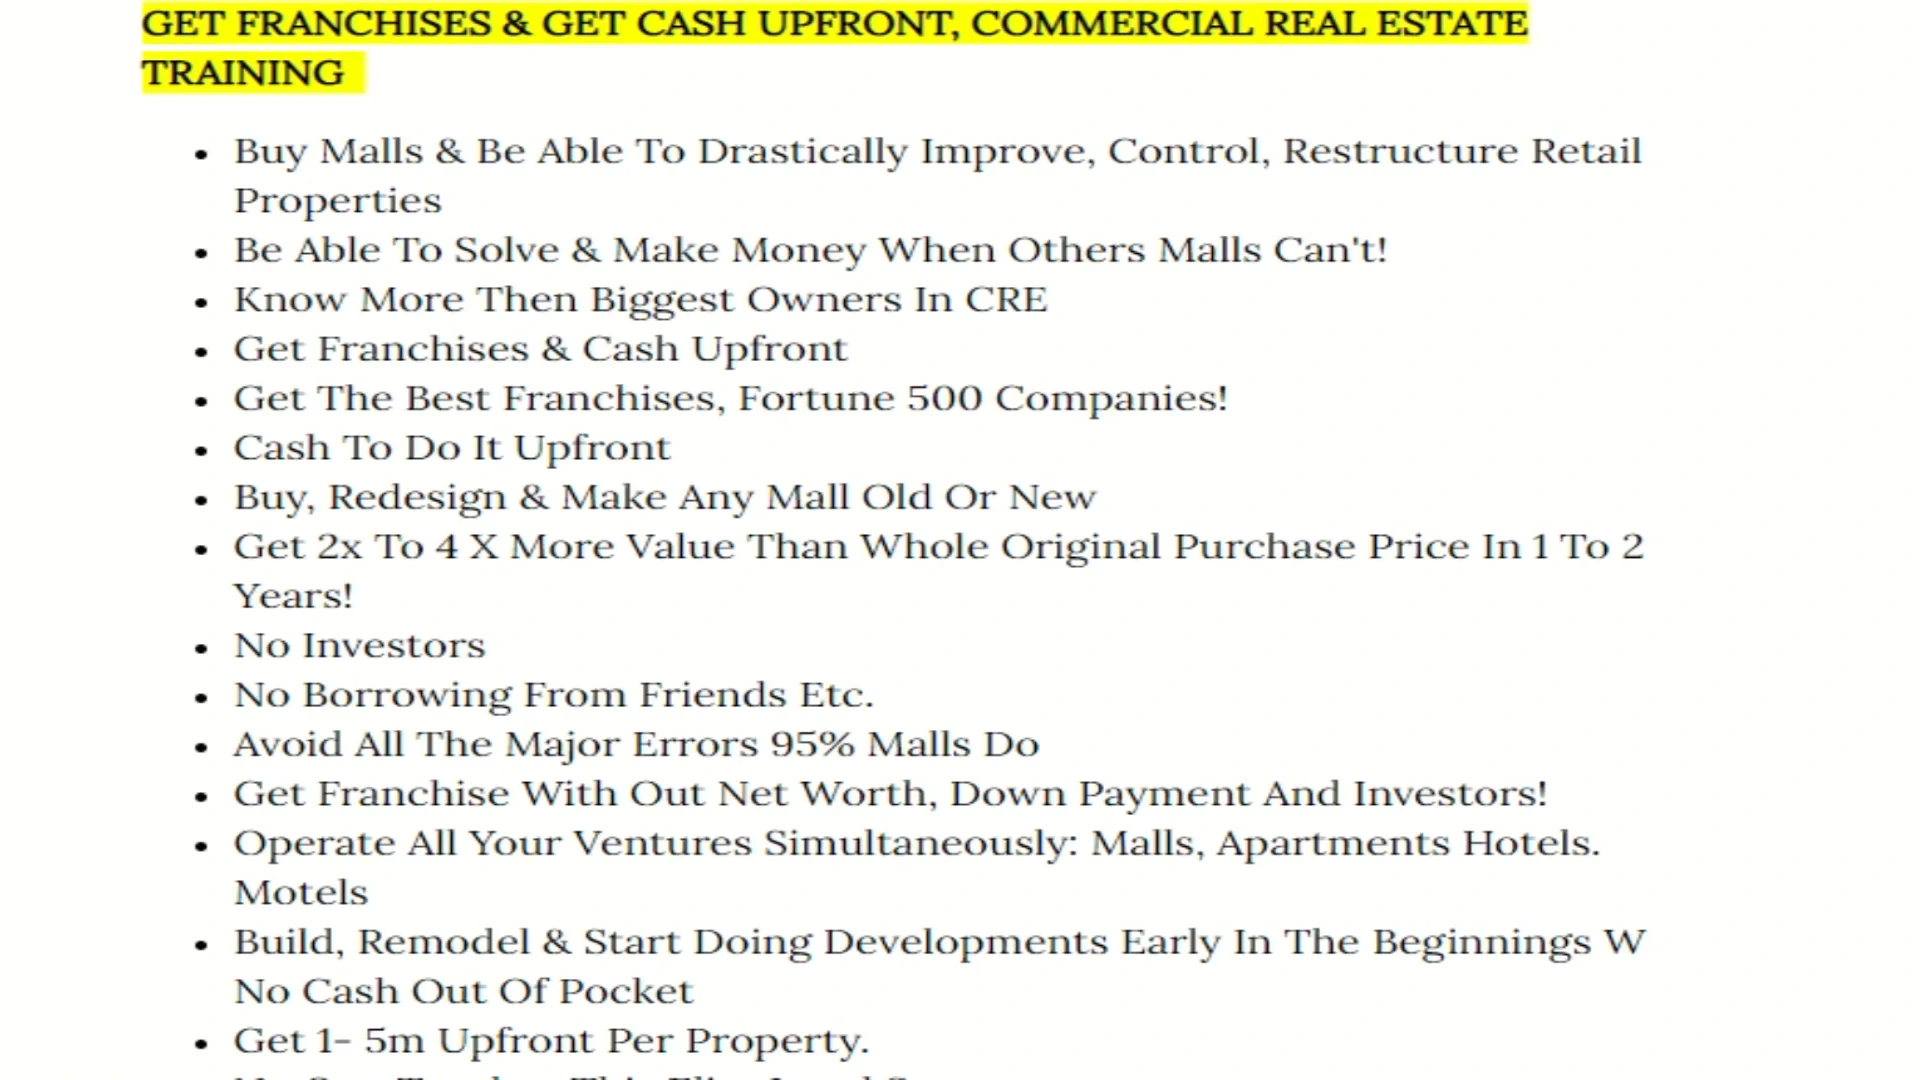 GET FRANCHISES & GET CASH UPFRONT, COMMERCIAL REAL ESTATE
TRAINING
• Buy Malls & Be Able To Drastically Improve, Control, Restructure Retail
Properties
• Be Able To Solve & Make Money When Others Malls Can't!
• Know More Then Biggest Owners In CRE
• Get Franchises & Cash Upfront
• Get The Best Franchises, Fortune 500 Companies!
• Cash To Do It Upfront
• Buy, Redesign & Make Any Mall Old Or New
• Get 2x To 4 X More Value Than Whole Original Purchase Price In 1 To 2
Years!
• No Investors
• No Borrowing From Friends Etc.
• Avoid All The Major Errors 95% Malls Do
• Get Franchise With Out Net Worth, Down Payment And Investors!
• Operate All Your Ventures Simultaneously: Malls, Apartments Hotels.
Motels
• Build, Remodel & Start Doing Developments Early In The Beginnings W
No Cash Out Of Pocket
• Get 1- 5m Upfront Per Property.